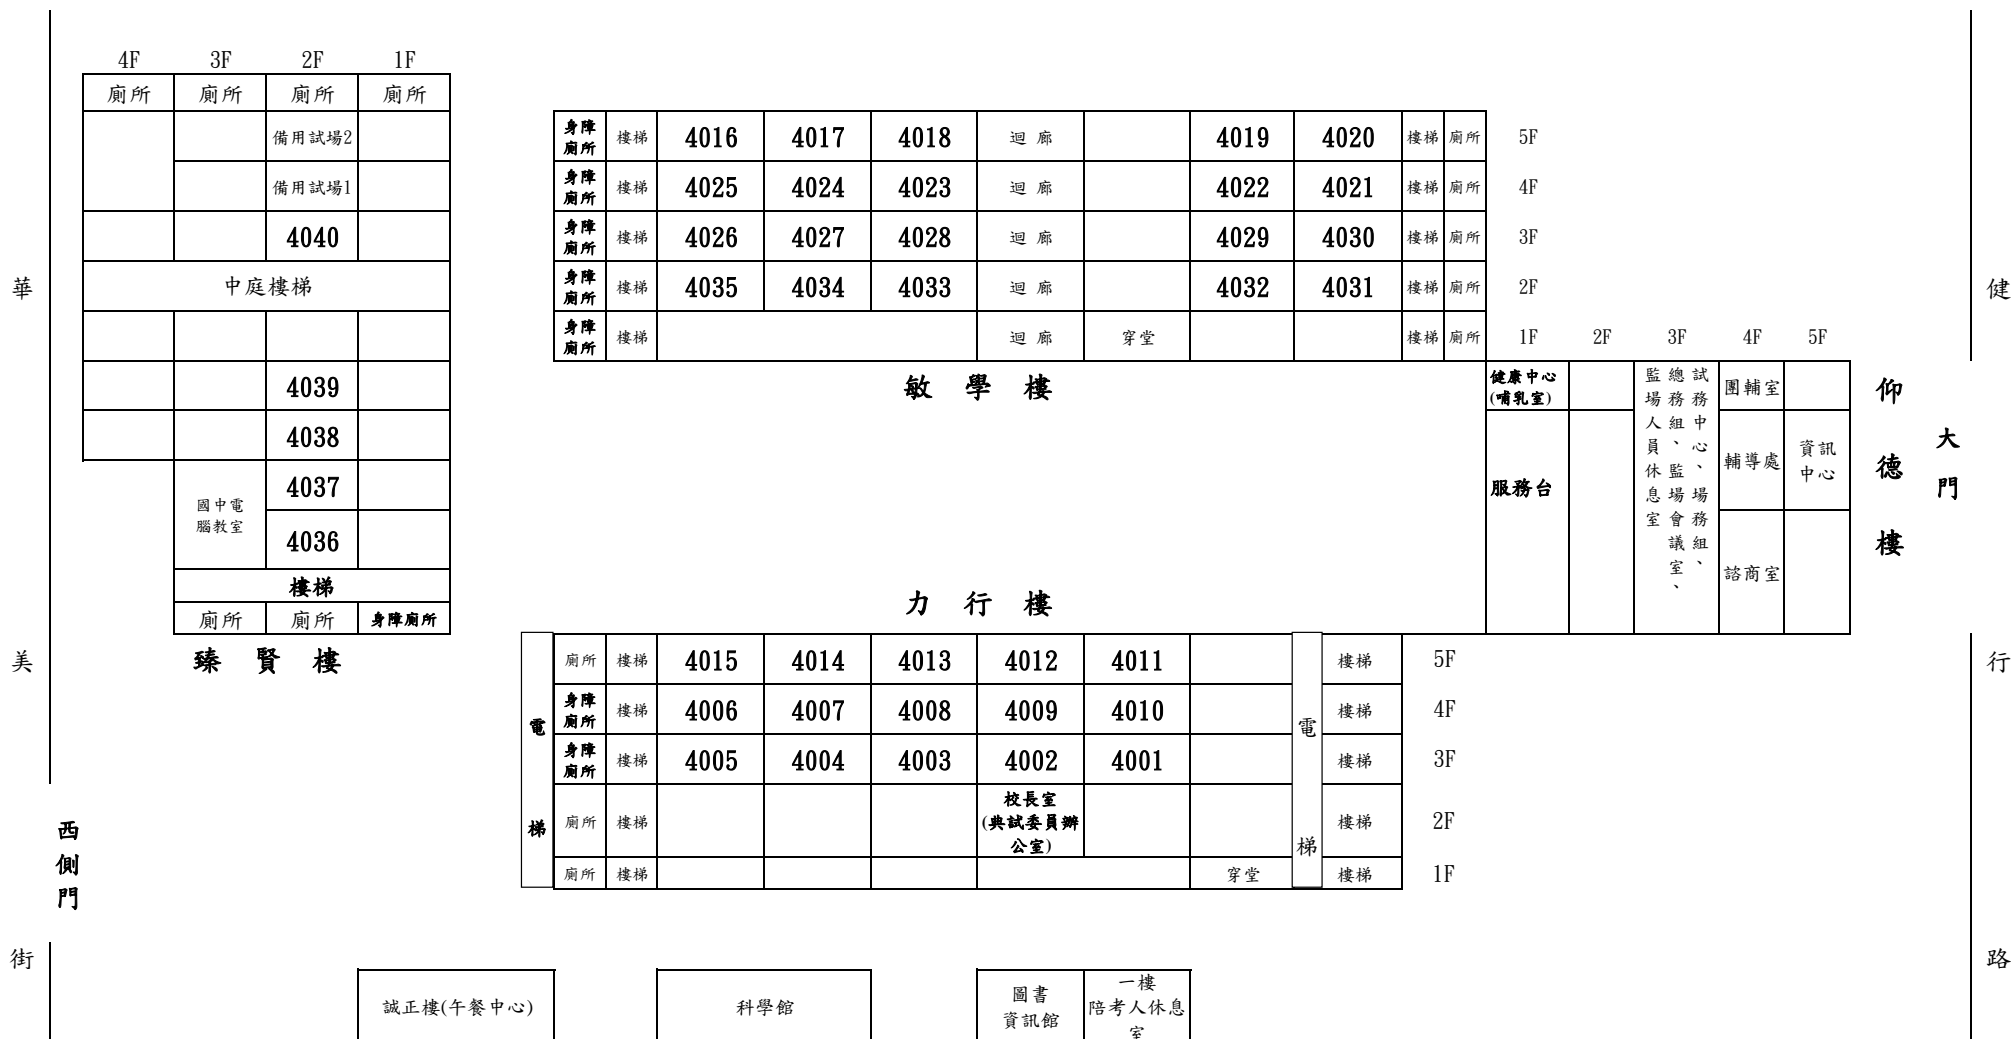 4F 3F 2F 1F
廁所 廁所 廁所 廁所
備用試場2
備用試場1
4040
中庭樓梯
4039
4038
4037
國中電
腦教室
4036
樓梯
廁所 廁所 身障廁所
臻賢樓
身障
廁所 樓梯 4016 4017 4018 迴廊 4019 4020 樓梯 廁所 5F
身障
廁所 樓梯 4025 4024 4023 迴廊 4022 4021 樓梯 廁所 4F
身障
廁所 樓梯 4026 4027 4028 迴廊 4029 4030 樓梯 廁所 3F
身障
廁所 樓梯 4035 4034 4033 迴廊 4032 4031 樓梯 廁所 2F
身障
廁所 樓梯 迴廊 穿堂 樓梯 廁所 1F 2F 3F 4F 5F
敏學樓
健康中心
(哺乳室)
服務台
試務中心、場務組、
總務組、監場會議室、
監場人員休息室
團輔室
輔導處
諮商室
資訊
中心
仰德樓
大門
力行樓
電梯
廁所 樓梯 4015 4014 4013 4012 4011 樓梯 5F
身障
廁所 樓梯 4006 4007 4008 4009 4010 樓梯 4F
身障
廁所 樓梯 4005 4004 4003 4002 4001 樓梯 3F
廁所 樓梯
校長室
(典試委員辦
公室)
樓梯 2F
廁所 樓梯 穿堂 樓梯 1F
電梯
華美街
西側門
健行路
誠正樓(午餐中心)
科學館
圖書
資訊館
一樓
陪考人休息
室